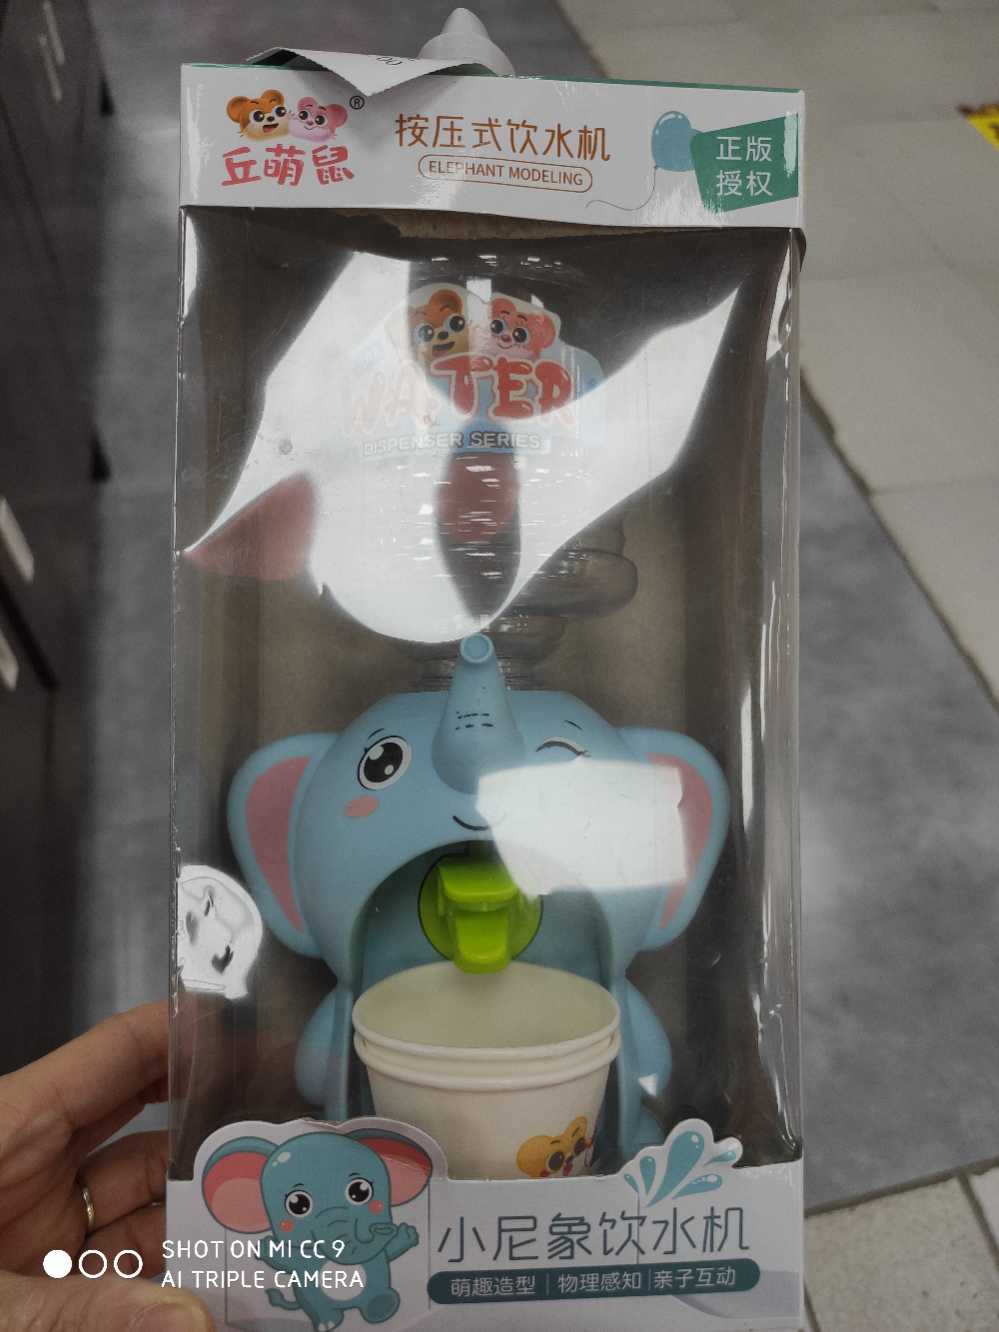 ®
丘萌鼠
按压式饮水机
ELEPHANT MODELING
正版
授权
WATER
DISPENSER SERIES
小尼象饮水机
萌趣造型 | 物理感知 | 亲子互动
SHOT ON MI CC 9
AI TRIPLE CAMERA